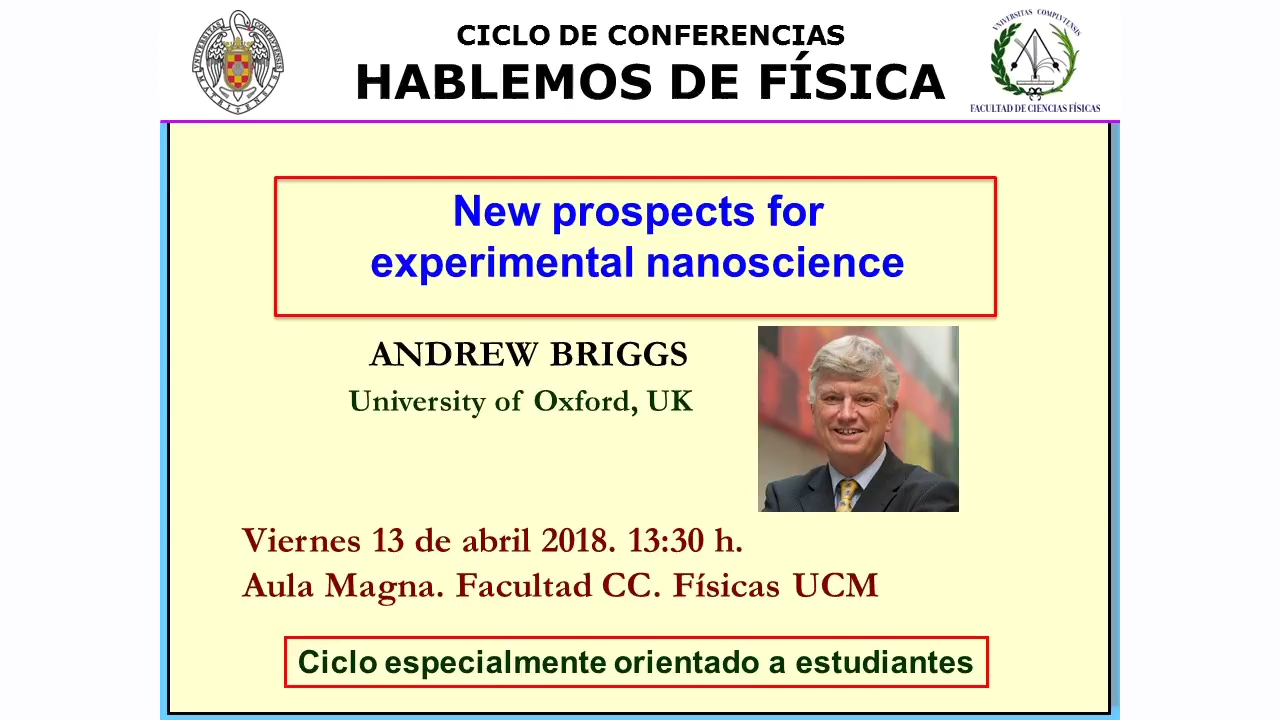 CICLO DE CONFERENCIAS
HABLEMOS DE FÍSICA
UNIVERSITAS COMPLVTENSIS
FACULTAD DE CIENCIAS FÍSICAS
New prospects for
experimental nanoscience
ANDREW BRIGGS
University of Oxford, UK
Viernes 13 de abril 2018. 13:30 h.
Aula Magna. Facultad CC. Físicas UCM
Ciclo especialmente orientado a estudiantes